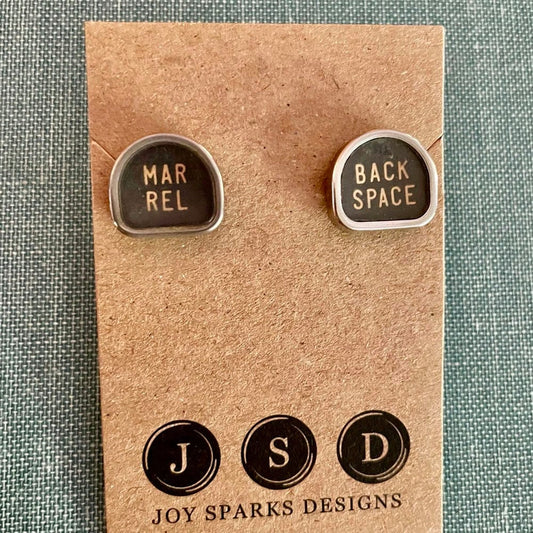 MAR
REL
BACK
SPACE
J S D
JOY SPARKS DESIGNS